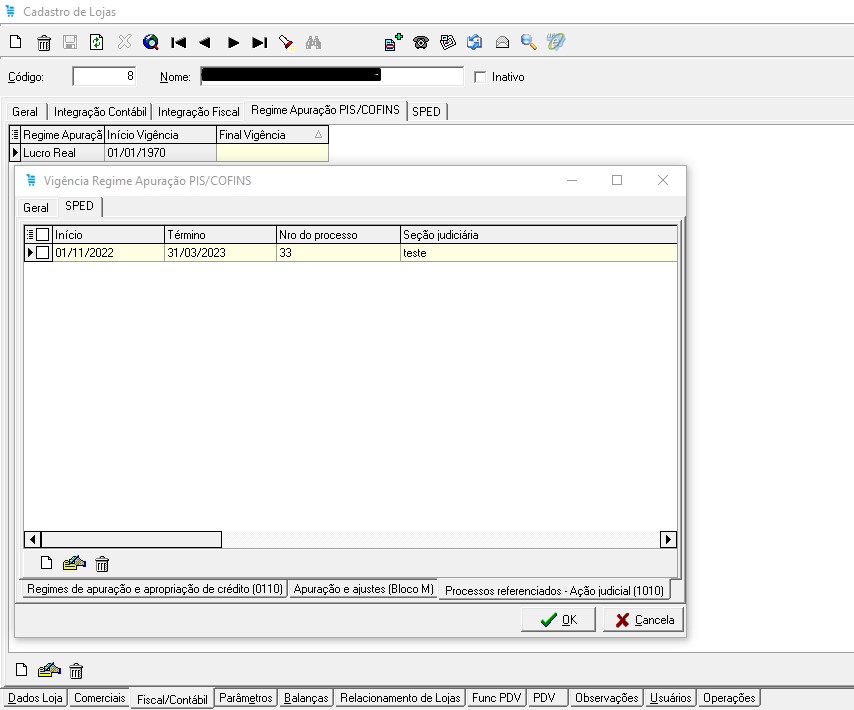 Cadastro de Lojas
Código: 8 Nome: Inativo
Geral Integração Contábil Integração Fiscal Regime Apuração PIS/COFINS SPED
Regime Apuraçã Início Vigência Final Vigência
Lucro Real 01/01/1970
Vigência Regime Apuração PIS/COFINS
Geral SPED
Início Término Nro do processo Seção judiciária
01/11/2022 31/03/2023 33 teste
Regimes de apuração e apropriação de crédito (0110) Apuração e ajustes (Bloco M) Processos referenciados - Ação judicial (1010)
OK Cancela
Dados Loja Comerciais Fiscal/Contábil Parâmetros Balanças Relacionamento de Lojas Func PDV PDV Observações Usuários Operações